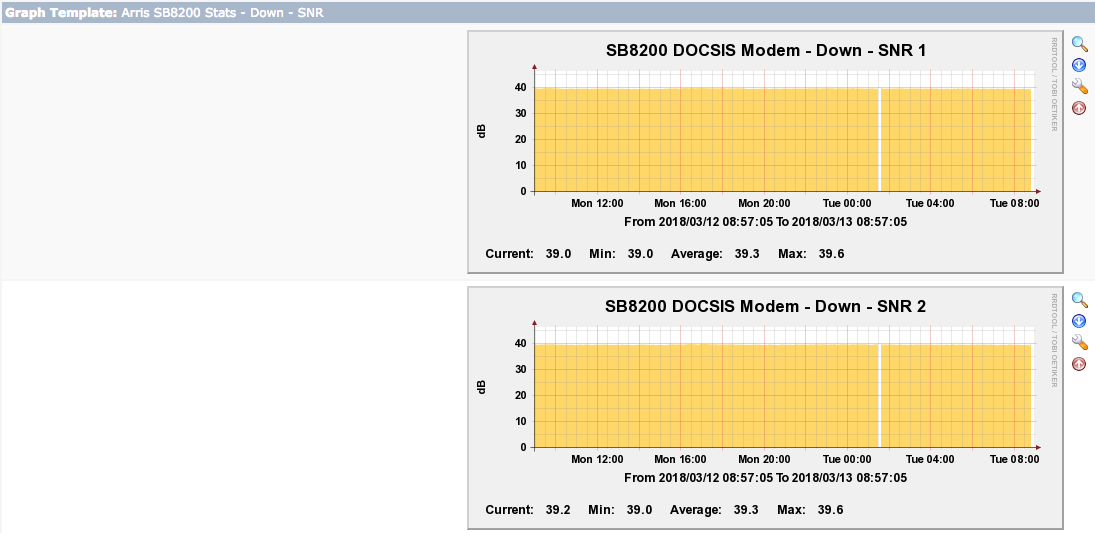 Graph Template: Arris SB8200 Stats - Down - SNR
SB8200 DOCSIS Modem - Down - SNR 1
RRDTOOL / TOBI OETIKER
dB
40
30
20
10
0
Mon 12:00 Mon 16:00 Mon 20:00 Tue 00:00 Tue 04:00 Tue 08:00
From 2018/03/12 08:57:05 To 2018/03/13 08:57:05
Current: 39.0 Min: 39.0 Average: 39.3 Max: 39.6
SB8200 DOCSIS Modem - Down - SNR 2
RRDTOOL / TOBI OETIKER
dB
40
30
20
10
0
Mon 12:00 Mon 16:00 Mon 20:00 Tue 00:00 Tue 04:00 Tue 08:00
From 2018/03/12 08:57:05 To 2018/03/13 08:57:05
Current: 39.2 Min: 39.0 Average: 39.3 Max: 39.6